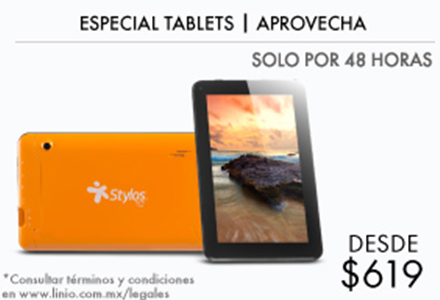 ESPECIAL TABLETS | APROVECHA
SOLO POR 48 HORAS
Stylos
DESDE
$619
*Consultar términos y condiciones
en www.linio.com.mx/legales